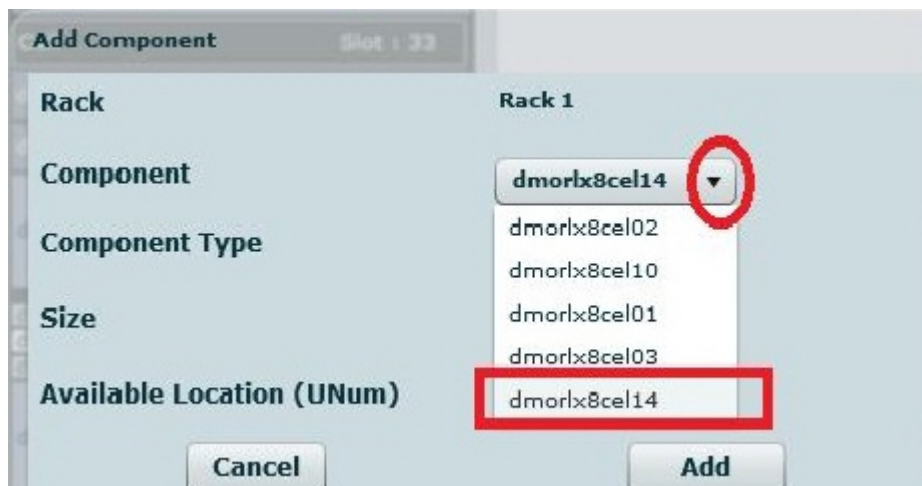 Add Component Slot : 33
Rack Rack 1
Component dmorlx8cel14
dmorlx8cel02
Component Type
dmorlx8cel10
Size dmorlx8cel01
dmorlx8cel03
Available Location (UNum) dmorlx8cel14
Cancel Add